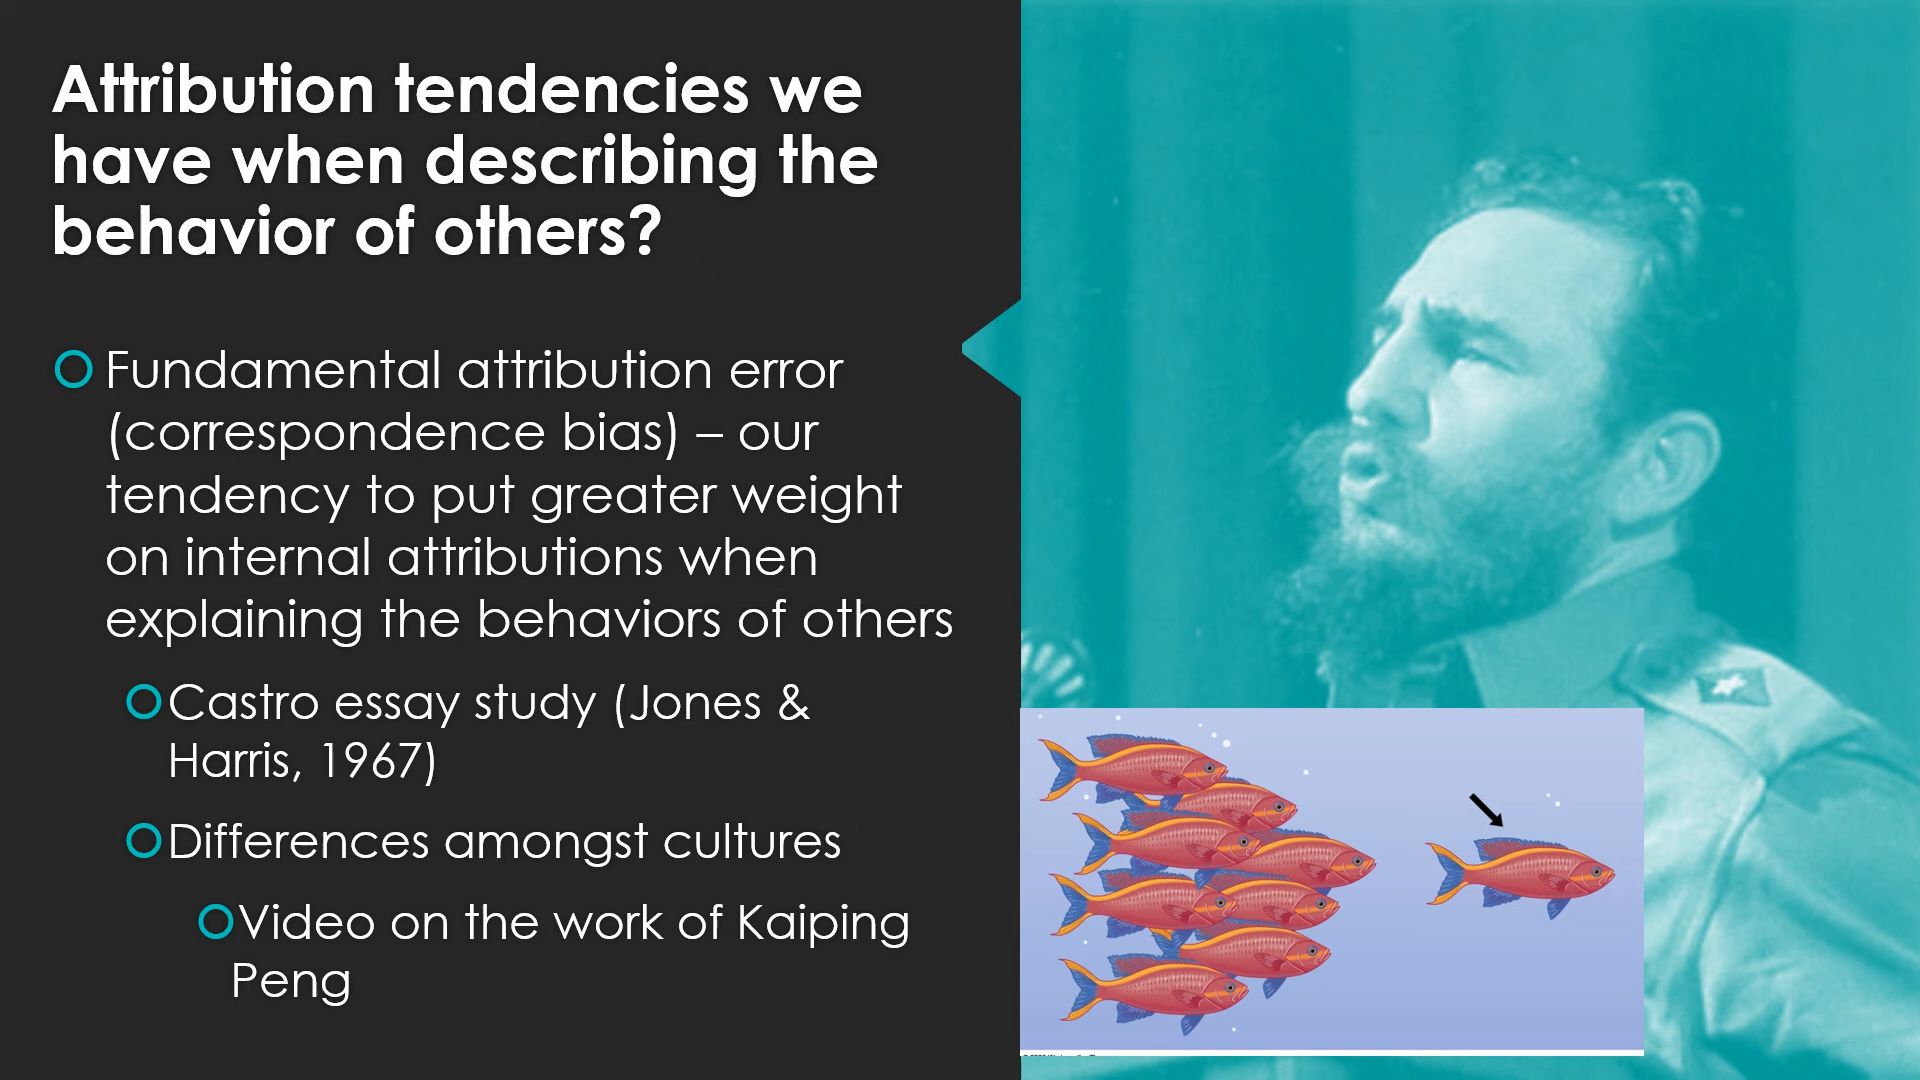 Attribution tendencies we
have when describing the
behavior of others?
Fundamental attribution error
(correspondence bias) – our
tendency to put greater weight
on internal attributions when
explaining the behaviors of others
Castro essay study (Jones &
Harris, 1967)
Differences amongst cultures
Video on the work of Kaiping
Peng